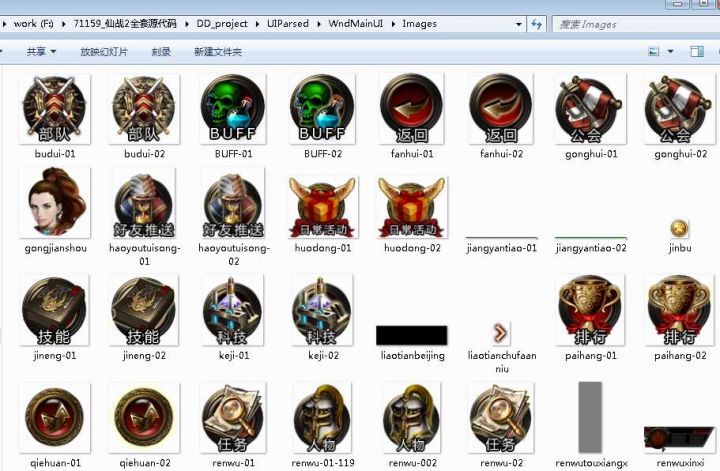 work (F:) ▸ 71159_仙战2全套源代码 ▸ DD_project ▸ UIParsed ▸ WndMainUI ▸ Images
搜索 Images
共享 放映幻灯片 刻录 新建文件夹
部队 部队 BUFF BUFF 返回 返回 公会 公会
budui-01 budui-02 BUFF-01 BUFF-02 fanhui-01 fanhui-02 gonghui-01 gonghui-02
好友推送 好友推送 日常活动 日常活动
gongjianshou haoyoutuisong-01 haoyoutuisong-02 huodong-01 huodong-02 jiangyantiao-01 jiangyantiao-02 jinbu
技能 技能 科技 科技 排行 排行
jineng-01 jineng-02 keji-01 keji-02 liaotianbeijing liaotianchufaanniu paihang-01 paihang-02
任务 人物 人物 任务
qiehuan-01 qiehuan-02 renwu-01 renwu-01-119 renwu-002 renwu-02 renwutouxiangx renwuxinxi